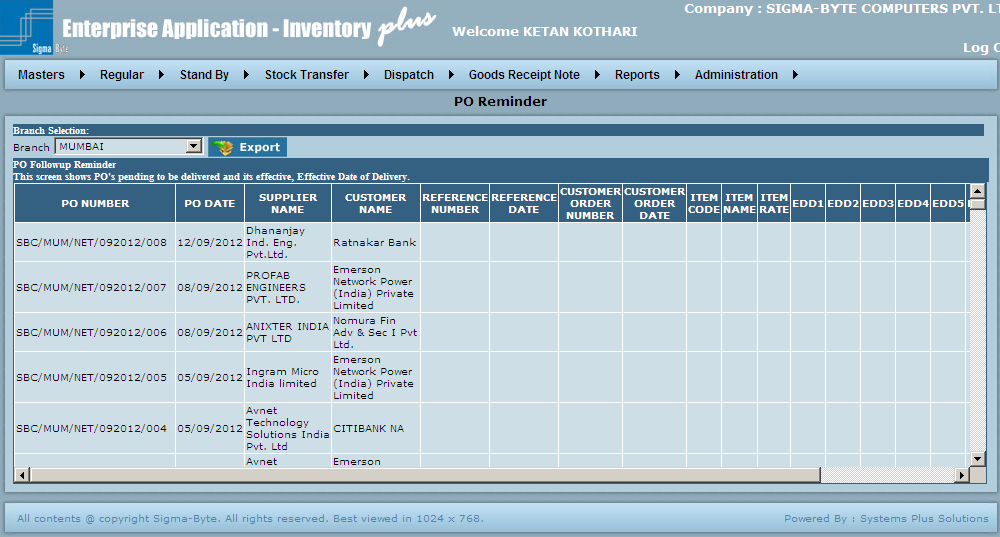 Company : SIGMA-BYTE COMPUTERS PVT. LT
Enterprise Application - Inventory plus
Sigma Byte
Welcome KETAN KOTHARI
Log O
Masters Regular Stand By Stock Transfer Dispatch Goods Receipt Note Reports Administration
PO Reminder
Branch Selection:
Branch MUMBAI Export
PO Followup Reminder
This screen shows PO's pending to be delivered and its effective, Effective Date of Delivery.
PO NUMBER PO DATE SUPPLIER NAME CUSTOMER NAME REFERENCE NUMBER REFERENCE DATE CUSTOMER ORDER NUMBER CUSTOMER ORDER DATE ITEM CODE ITEM NAME ITEM RATE EDD1 EDD2 EDD3 EDD4 EDD5
SBC/MUM/NET/092012/008 12/09/2012 Dhananjay Ind. Eng. Pvt.Ltd. Ratnakar Bank
SBC/MUM/NET/092012/007 08/09/2012 PROFAB ENGINEERS PVT. LTD. Emerson Network Power (India) Private Limited
SBC/MUM/NET/092012/006 08/09/2012 ANIXTER INDIA PVT LTD Nomura Fin Adv & Sec I Pvt Ltd.
SBC/MUM/NET/092012/005 05/09/2012 Ingram Micro India limited Emerson Network Power (India) Private Limited
SBC/MUM/NET/092012/004 05/09/2012 Avnet Technology Solutions India Pvt. Ltd CITIBANK NA
Avnet Emerson
All contents @ copyright Sigma-Byte. All rights reserved. Best viewed in 1024 x 768.
Powered By : Systems Plus Solutions